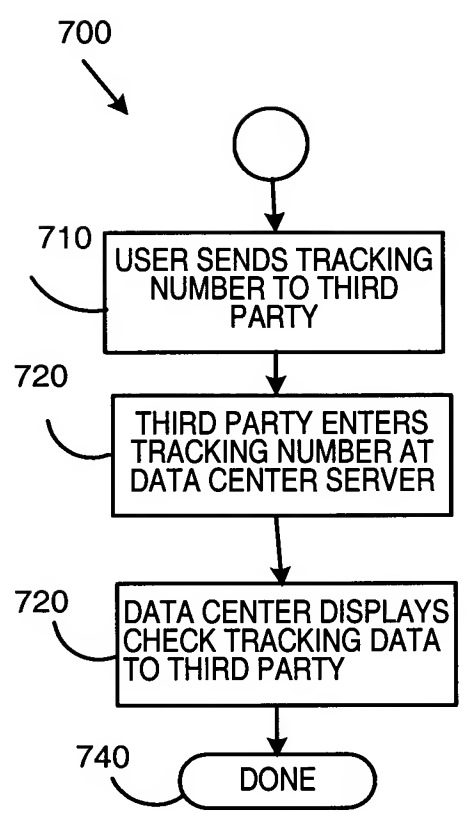 700
710
USER SENDS TRACKING
NUMBER TO THIRD
PARTY
720
THIRD PARTY ENTERS
TRACKING NUMBER AT
DATA CENTER SERVER
720
DATA CENTER DISPLAYS
CHECK TRACKING DATA
TO THIRD PARTY
740
DONE